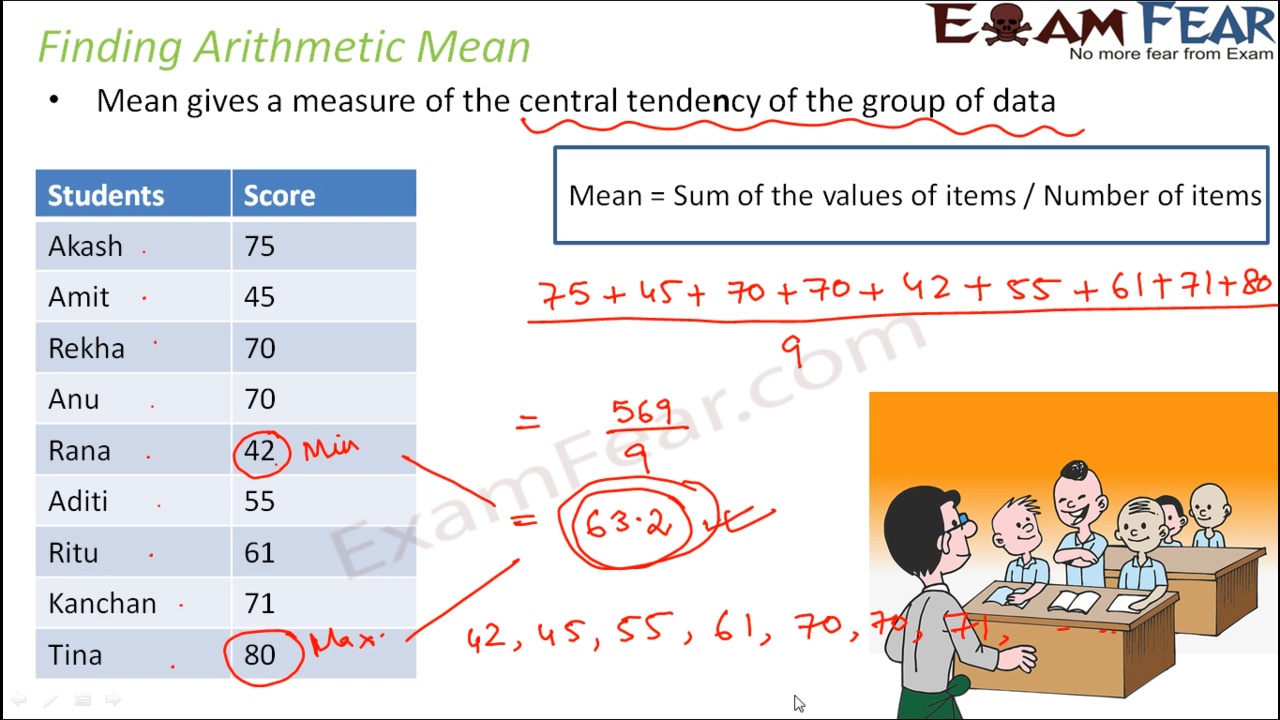 Finding Arithmetic Mean
EXAM FEAR
No more fear from Exam
• Mean gives a measure of the central tendency of the group of data
Mean = Sum of the values of items / Number of items
Students Score
Akash 75
Amit 45
Rekha 70
Anu 70
Rana 42 Min
Aditi 55
Ritu 61
Kanchan 71
Tina 80 Max.
75 + 45 + 70 + 70 + 42 + 55 + 61 + 71 + 80
9
= 569
9
= 63.2
42, 45, 55, 61, 70, 70, 71,
ExamFear.com